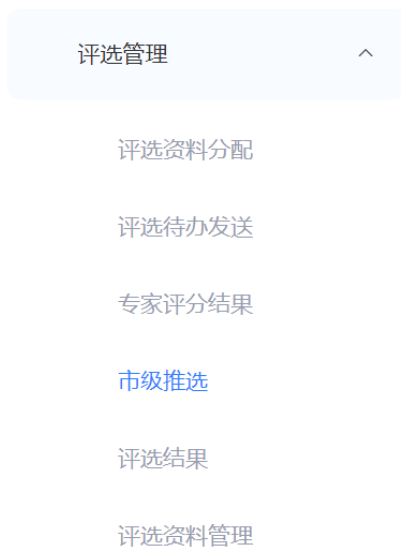 评选管理
评选资料分配
评选待办发送
专家评分结果
市级推选
评选结果
评选资料管理